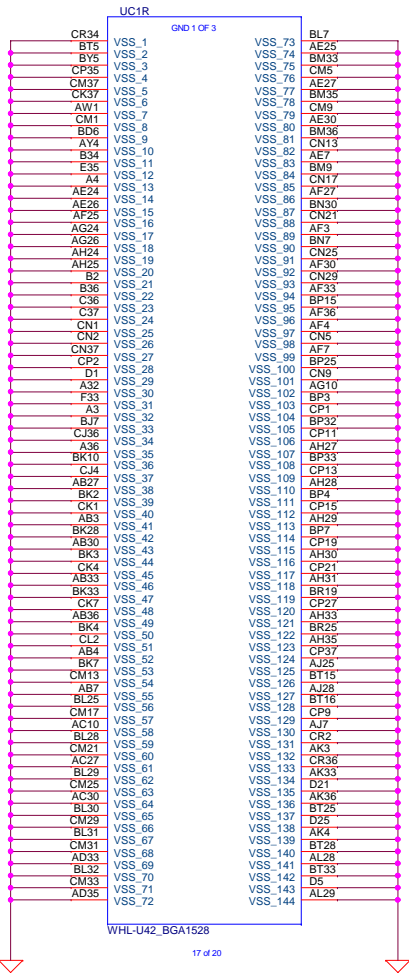 UC1R
GND 1 OF 3
CR34 VSS_1 VSS_73 BL7
BT5 VSS_2 VSS_74 AE25
BY5 VSS_3 VSS_75 BM33
CP35 VSS_4 VSS_76 CM5
CM37 VSS_5 VSS_77 AE27
CK37 VSS_6 VSS_78 BM35
AW1 VSS_7 VSS_79 CM9
CM1 VSS_8 VSS_80 AE30
BD6 VSS_9 VSS_81 BM36
AY4 VSS_10 VSS_82 CN13
B34 VSS_11 VSS_83 AE7
E35 VSS_12 VSS_84 BM9
A4 VSS_13 VSS_85 CN17
AE24 VSS_14 VSS_86 AF27
AE26 VSS_15 VSS_87 BN30
AF25 VSS_16 VSS_88 CN21
AG24 VSS_17 VSS_89 AF3
AG26 VSS_18 VSS_90 BN7
AH24 VSS_19 VSS_91 CN25
AH25 VSS_20 VSS_92 AF30
B2 VSS_21 VSS_93 CN29
B36 VSS_22 VSS_94 AF33
C36 VSS_23 VSS_95 BP15
C37 VSS_24 VSS_96 AF36
CN1 VSS_25 VSS_97 AF4
CN2 VSS_26 VSS_98 CN5
CN37 VSS_27 VSS_99 AF7
CP2 VSS_28 VSS_100 BP25
D1 VSS_29 VSS_101 CN9
A32 VSS_30 VSS_102 AG10
F33 VSS_31 VSS_103 BP3
A3 VSS_32 VSS_104 CP1
BJ7 VSS_33 VSS_105 BP32
CJ36 VSS_34 VSS_106 CP11
A36 VSS_35 VSS_107 AH27
BK10 VSS_36 VSS_108 BP33
CJ4 VSS_37 VSS_109 CP13
AB27 VSS_38 VSS_110 AH28
BK2 VSS_39 VSS_111 BP4
CK1 VSS_40 VSS_112 CP15
AB3 VSS_41 VSS_113 AH29
BK28 VSS_42 VSS_114 BP7
AB30 VSS_43 VSS_115 CP19
BK3 VSS_44 VSS_116 AH30
CK4 VSS_45 VSS_117 CP21
AB33 VSS_46 VSS_118 AH31
BK33 VSS_47 VSS_119 BR19
CK7 VSS_48 VSS_120 CP27
AB36 VSS_49 VSS_121 AH33
BK4 VSS_50 VSS_122 BR25
CL2 VSS_51 VSS_123 AH35
AB4 VSS_52 VSS_124 CP37
BK7 VSS_53 VSS_125 AJ25
CM13 VSS_54 VSS_126 BT15
AB7 VSS_55 VSS_127 AJ28
BL25 VSS_56 VSS_128 BT16
CM17 VSS_57 VSS_129 CP9
AC10 VSS_58 VSS_130 AJ7
BL28 VSS_59 VSS_131 CR2
CM21 VSS_60 VSS_132 AK3
AC27 VSS_61 VSS_133 CR36
BL29 VSS_62 VSS_134 AK33
CM25 VSS_63 VSS_135 D21
AC30 VSS_64 VSS_136 AK36
BL30 VSS_65 VSS_137 BT25
CM29 VSS_66 VSS_138 D25
BL31 VSS_67 VSS_139 AK4
CM31 VSS_68 VSS_140 BT28
AD33 VSS_69 VSS_141 AL28
BL32 VSS_70 VSS_142 BT33
CM33 VSS_71 VSS_143 D5
AD35 VSS_72 VSS_144 AL29
WHL-U42_BGA1528
17 of 20